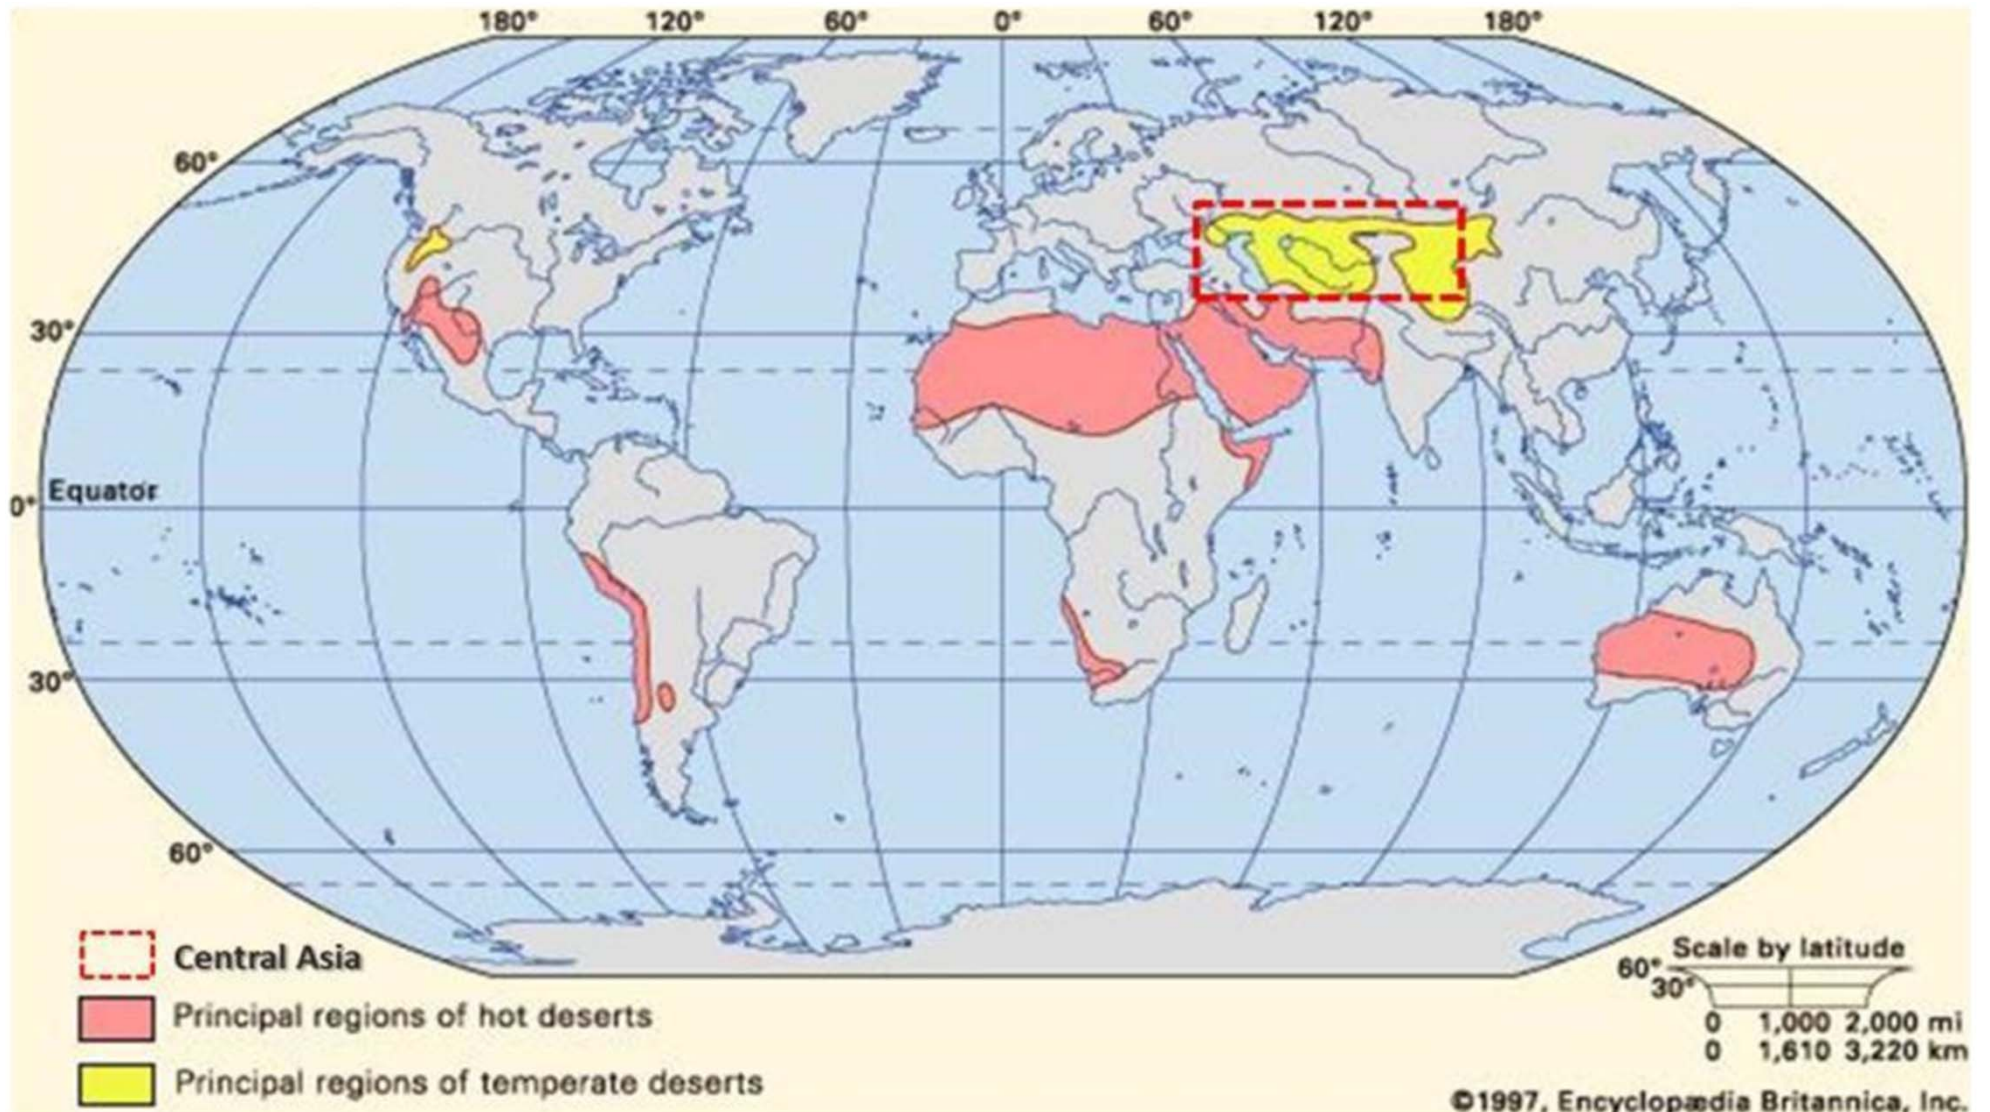 180° 120° 60° 0° 60° 120° 180°
60°
30°
Equator
0°
30°
60°
Central Asia
Principal regions of hot deserts
Principal regions of temperate deserts
Scale by latitude
60°
30°
0 1,000 2,000 mi
0 1,610 3,220 km
©1997, Encyclopædia Britannica, Inc.